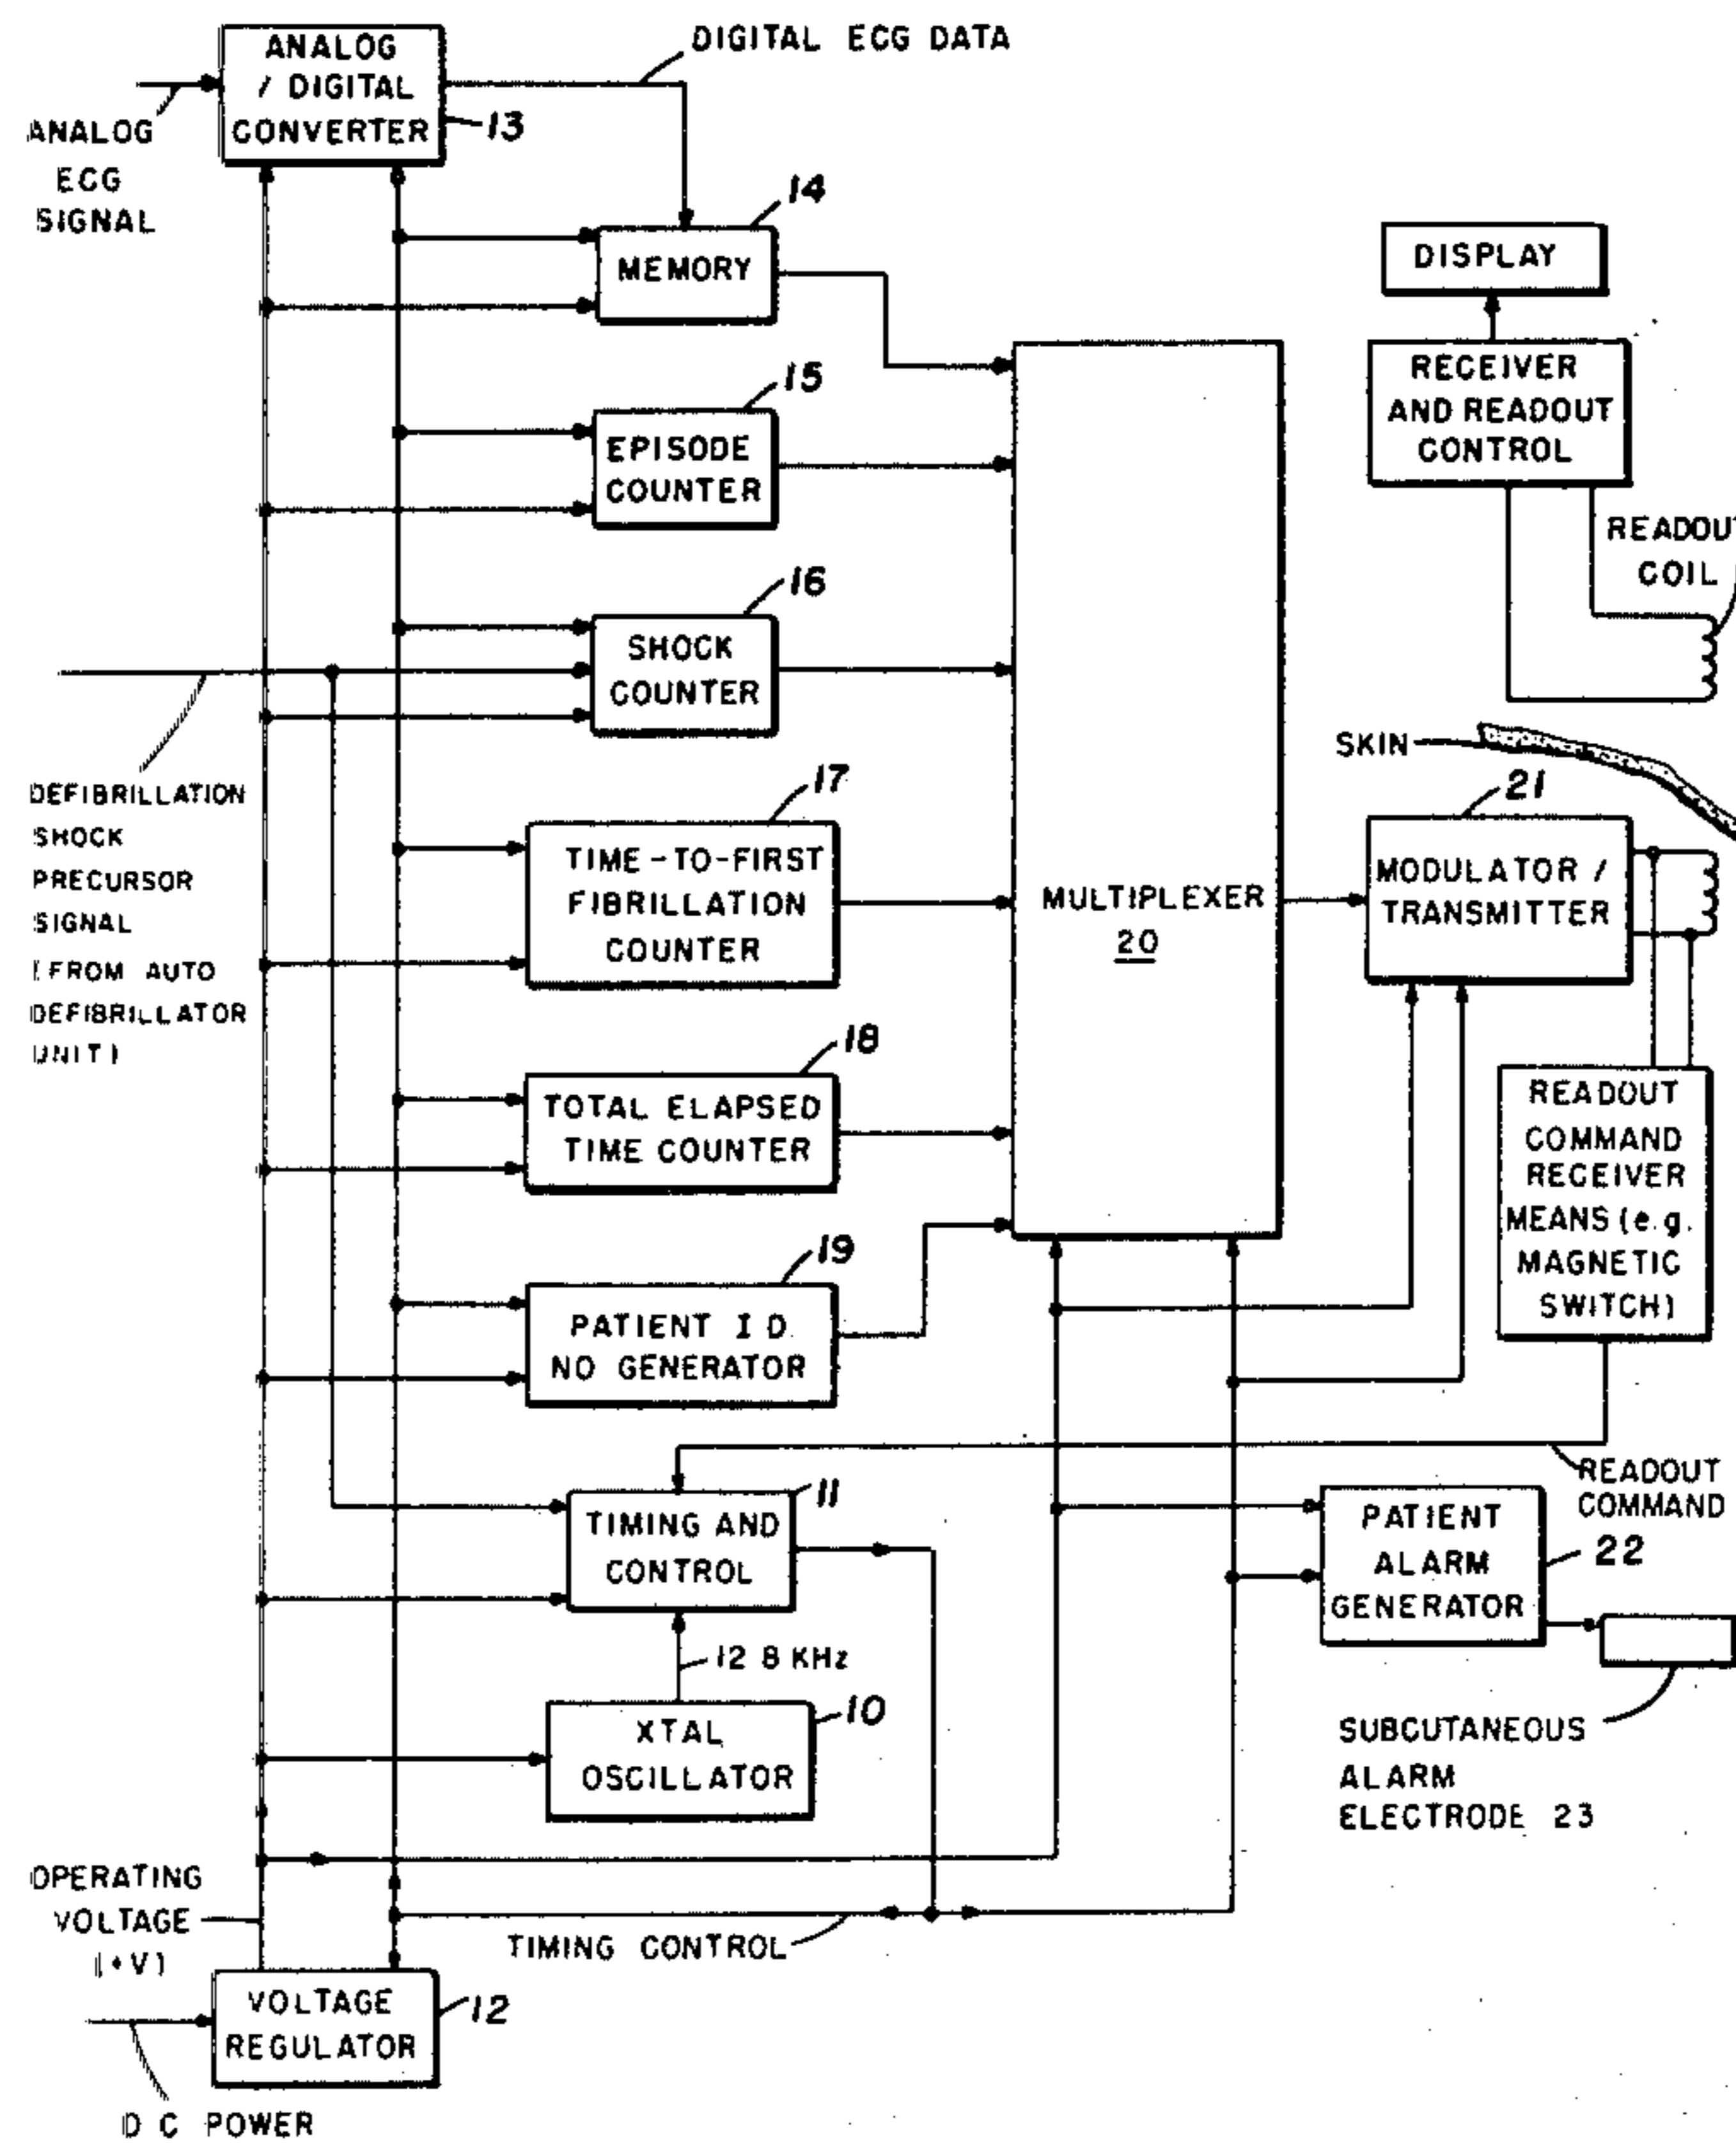 ANALOG
/ DIGITAL
CONVERTER
13
DIGITAL ECG DATA
ANALOG
ECG
SIGNAL
14
MEMORY
DISPLAY
RECEIVER
AND READOUT
CONTROL
15
EPISODE
COUNTER
READOUT
COIL
16
SHOCK
COUNTER
SKIN
DEFIBRILLATION
SHOCK
PRECURSOR
SIGNAL
(FROM AUTO
DEFIBRILLATOR
UNIT)
17
TIME-TO-FIRST
FIBRILLATION
COUNTER
MULTIPLEXER
20
21
MODULATOR /
TRANSMITTER
18
TOTAL ELAPSED
TIME COUNTER
READOUT
COMMAND
RECEIVER
MEANS (e.g.
MAGNETIC
SWITCH)
19
PATIENT I D
NO GENERATOR
READOUT
COMMAND
11
TIMING AND
CONTROL
PATIENT
ALARM
GENERATOR
22
12 8 KHz
10
XTAL
OSCILLATOR
SUBCUTANEOUS
ALARM
ELECTRODE 23
OPERATING
VOLTAGE
(+V)
TIMING CONTROL
VOLTAGE
REGULATOR
12
D C POWER